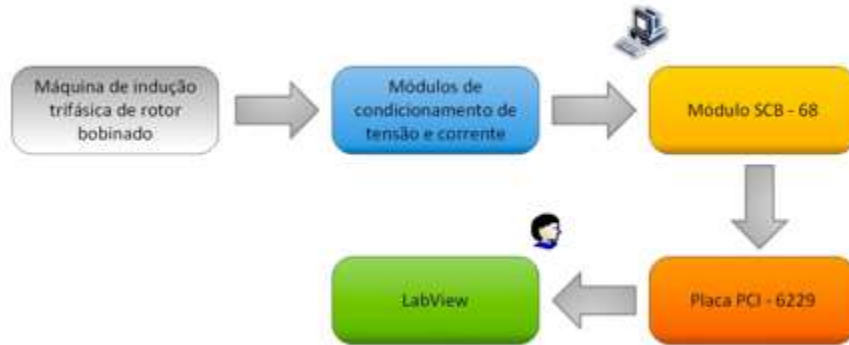 Máquina de indução
trifásica de rotor
bobinado
Módulos de
condicionamento de
tensão e corrente
Módulo SCB - 68
Placa PCI - 6229
LabView